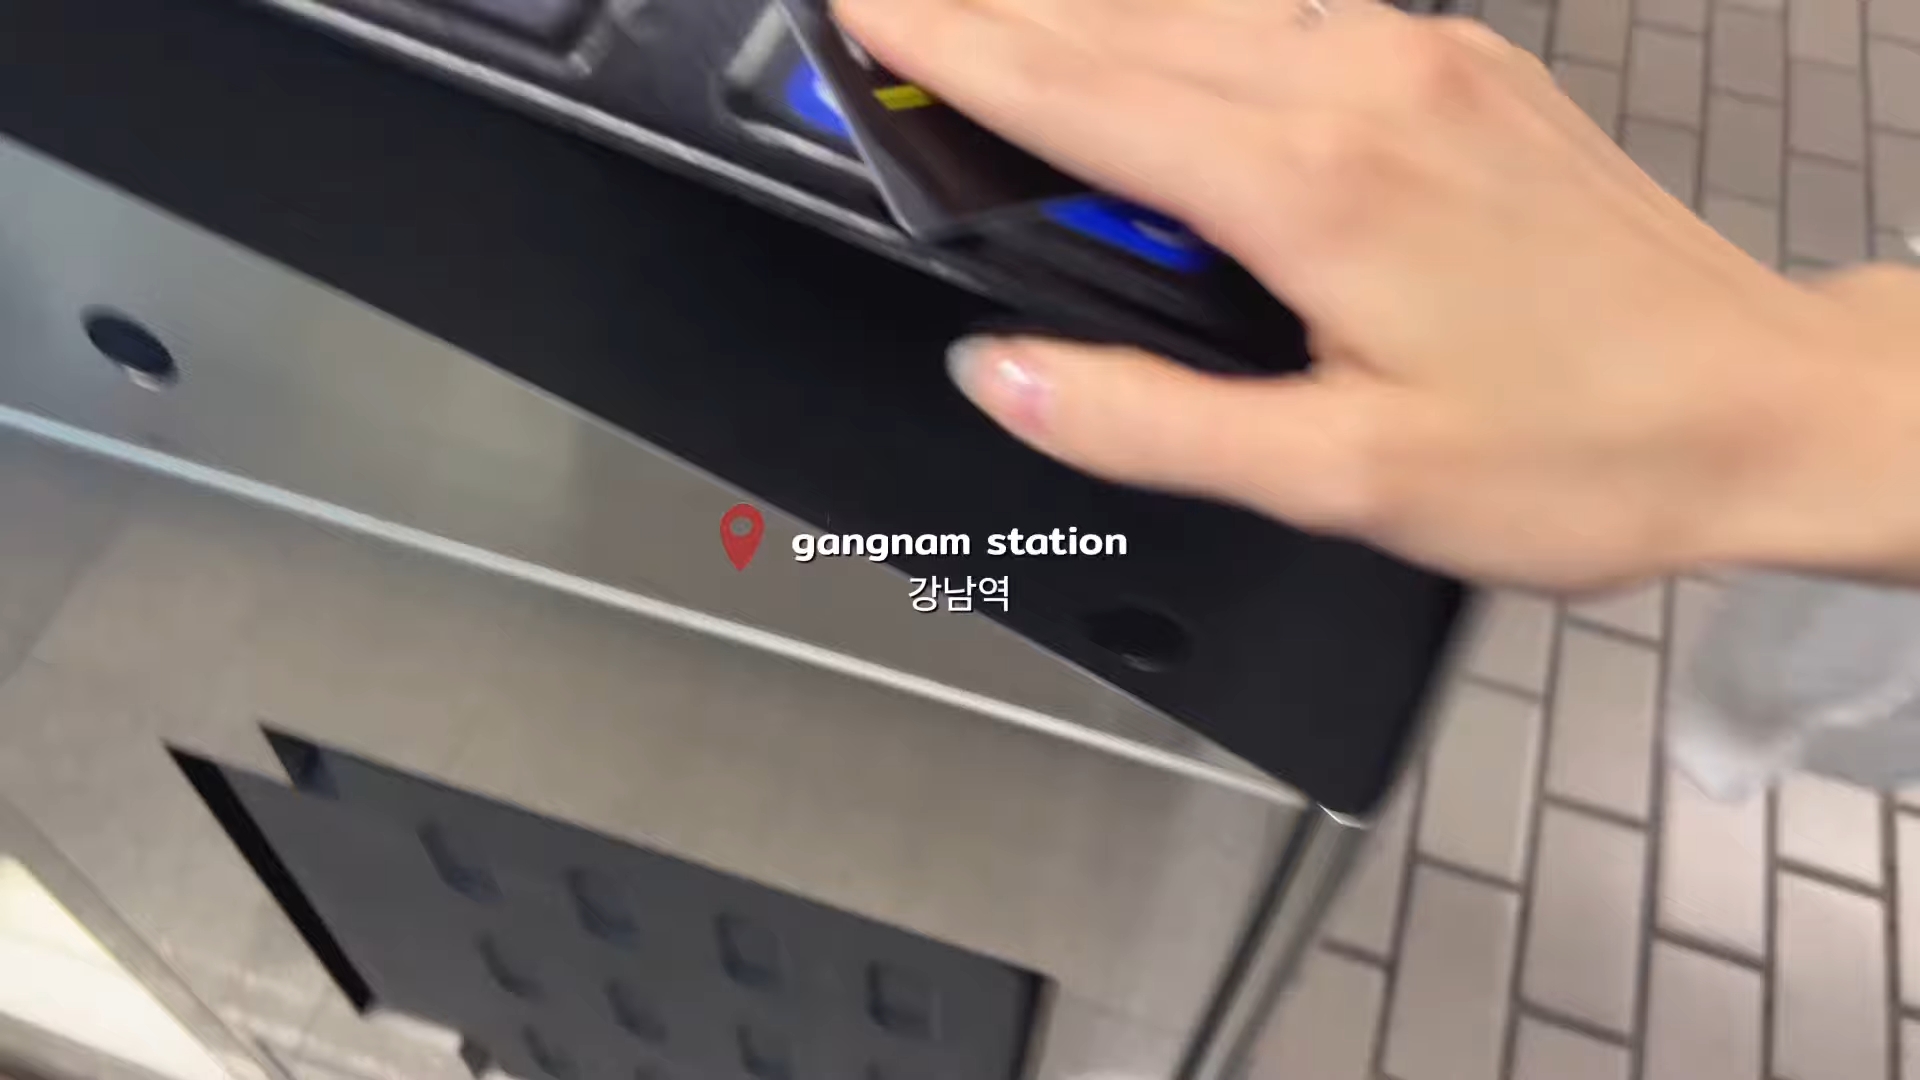 gangnam station
강남역